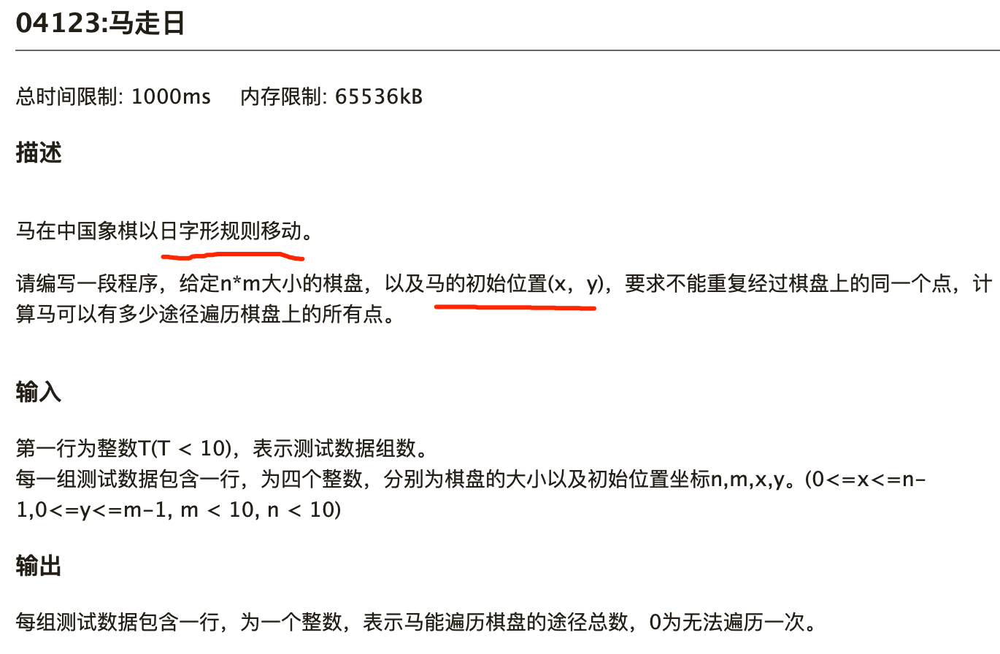 04123:马走日
总时间限制: 1000ms 内存限制: 65536kB
描述
马在中国象棋以日字形规则移动。
请编写一段程序，给定n*m大小的棋盘，以及马的初始位置(x，y)，要求不能重复经过棋盘上的同一个点，计
算马可以有多少途径遍历棋盘上的所有点。
输入
第一行为整数T(T < 10)，表示测试数据组数。
每一组测试数据包含一行，为四个整数，分别为棋盘的大小以及初始位置坐标n,m,x,y。(0<=x<=n-
1,0<=y<=m-1, m < 10, n < 10)
输出
每组测试数据包含一行，为一个整数，表示马能遍历棋盘的途径总数，0为无法遍历一次。